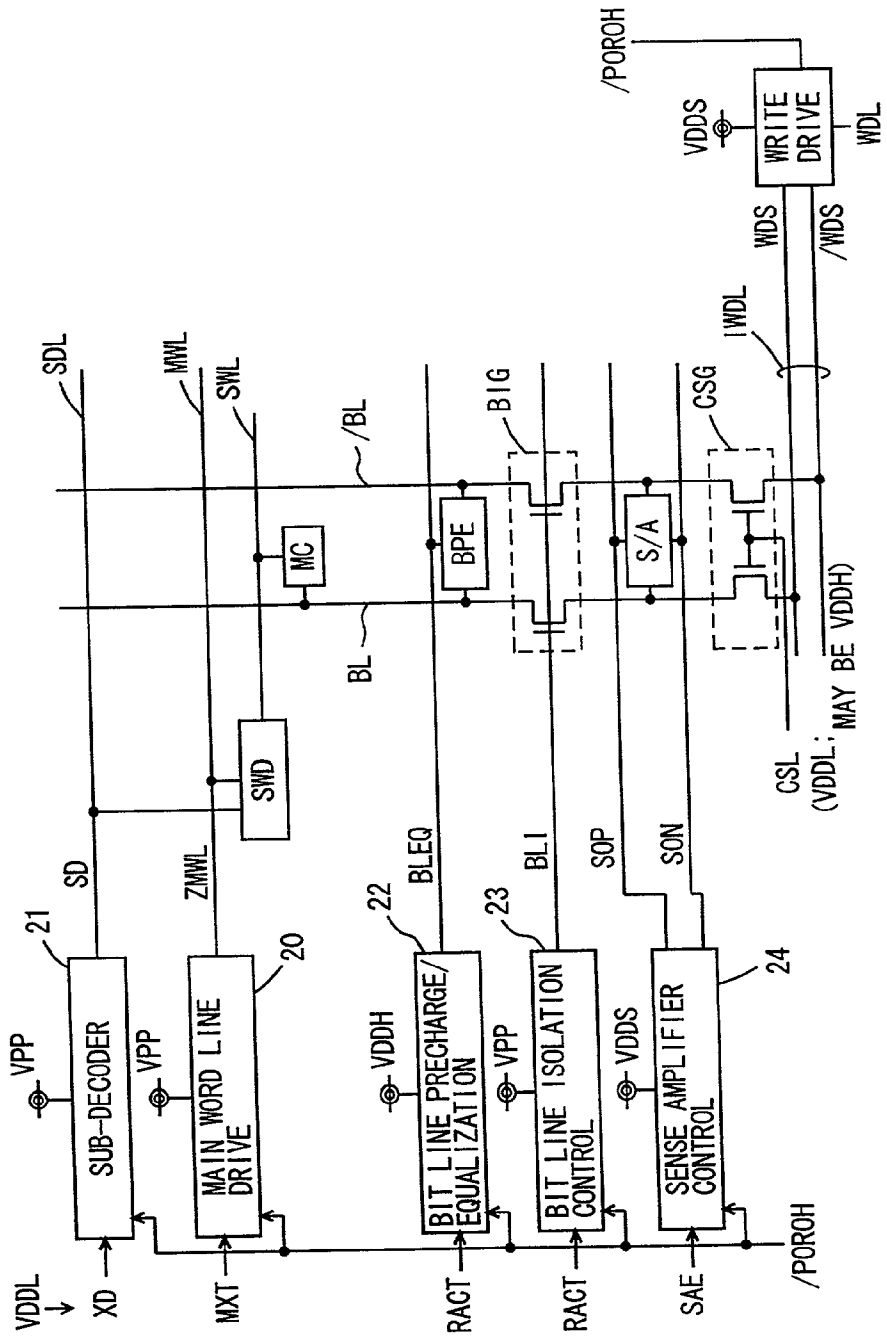 VDDL
XD
VPP
SUB-DECODER
21
SD
SDL
MXT
VPP
MAIN WORD LINE
DRIVE
20
ZMWL
MWL
SWD
SWL
MC
BL
/BL
RACT
VDDH
BIT LINE PRECHARGE/
EQUALIZATION
22
BLEQ
BPE
RACT
VPP
BIT LINE ISOLATION
CONTROL
23
BLI
BIG
SAE
VDDS
SENSE AMPLIFIER
CONTROL
24
SOP
SON
S/A
CSG
/POROH
CSL
(VDDL;
MAY BE VDDH)
IWDL
WDS
/WDS
VDDS
WRITE
DRIVE
WDL
/POROH